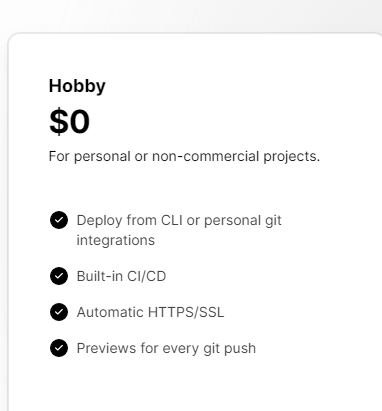 Hobby
$0
For personal or non-commercial projects.
Deploy from CLI or personal git
integrations
Built-in CI/CD
Automatic HTTPS/SSL
Previews for every git push